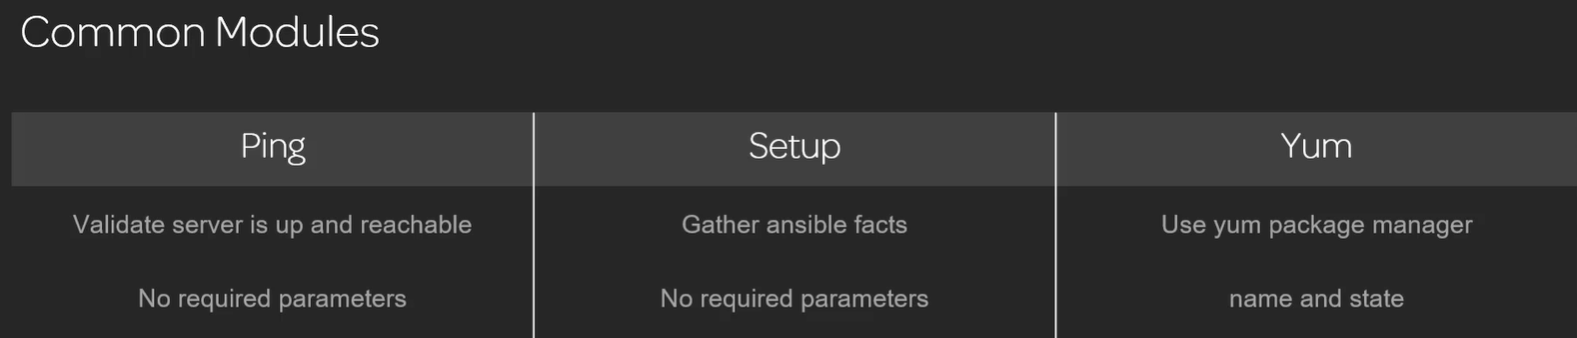 Common Modules
Ping
Setup
Yum
Validate server is up and reachable
Gather ansible facts
Use yum package manager
No required parameters
No required parameters
name and state